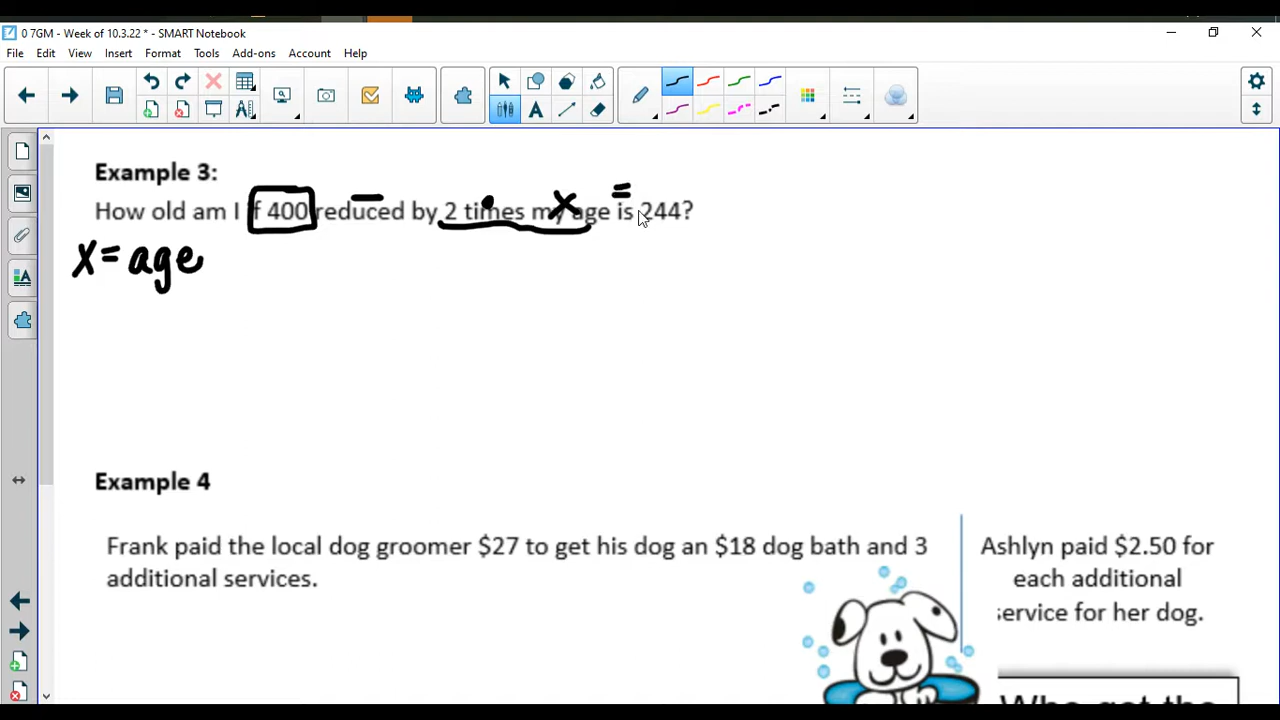 0 7GM - Week of 10.3.22 * - SMART Notebook
File Edit View Insert Format Tools Add-ons Account Help
Example 3:
How old am I if 400 reduced by 2 times my age is 244?
− • x =
x = age
Example 4
Frank paid the local dog groomer $27 to get his dog an $18 dog bath and 3
additional services.
Ashlyn paid $2.50 for
each additional
service for her dog.
Who got the